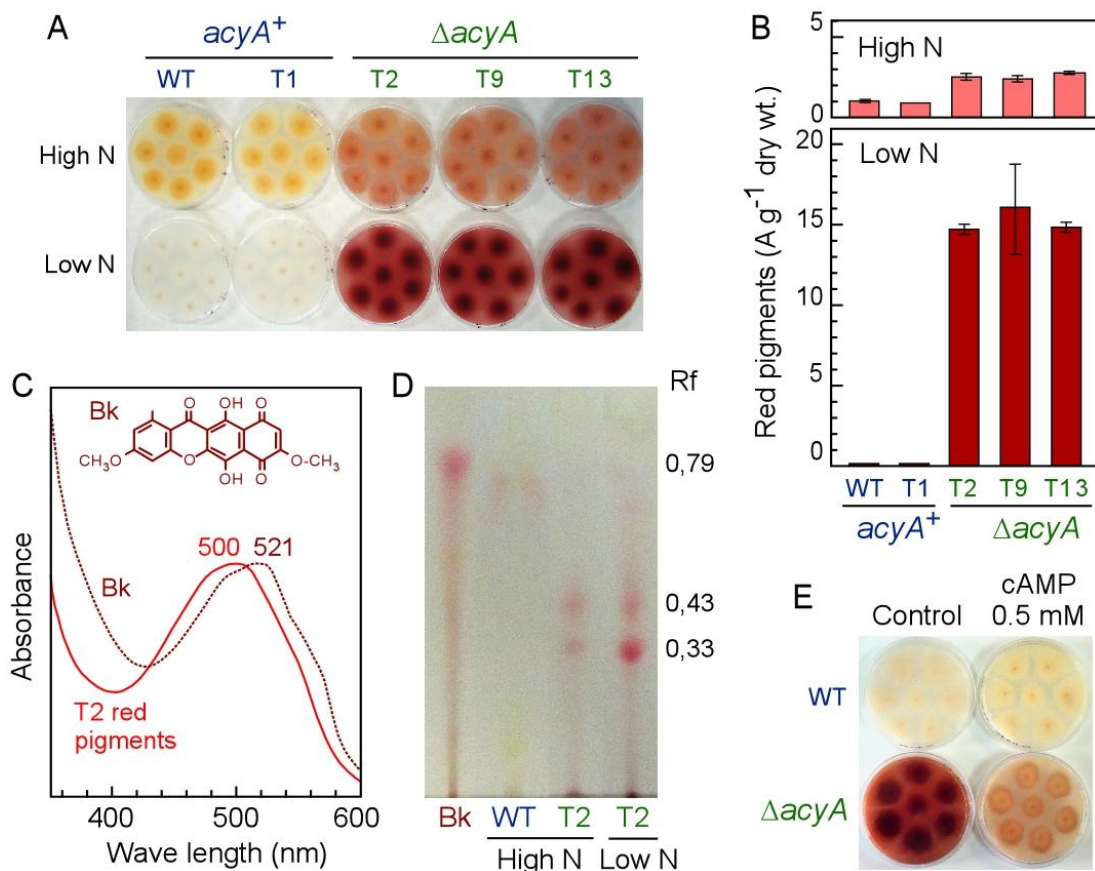 A
acyA+ ΔacyA
WT T1 T2 T9 T13
High N
Low N
B
5
High N
0
20
Low N
15
10
5
0
Red pigments (A g-1 dry wt.)
WT T1 T2 T9 T13
acyA+ ΔacyA
C
Bk
O OH O
CH3O O OH O O-CH3
500 521
Bk
T2 red
pigments
Absorbance
400 500 600
Wave length (nm)
D
Rf
0,79
0,43
0,33
Bk WT T2 T2
High N Low N
E
cAMP
Control 0.5 mM
WT
ΔacyA